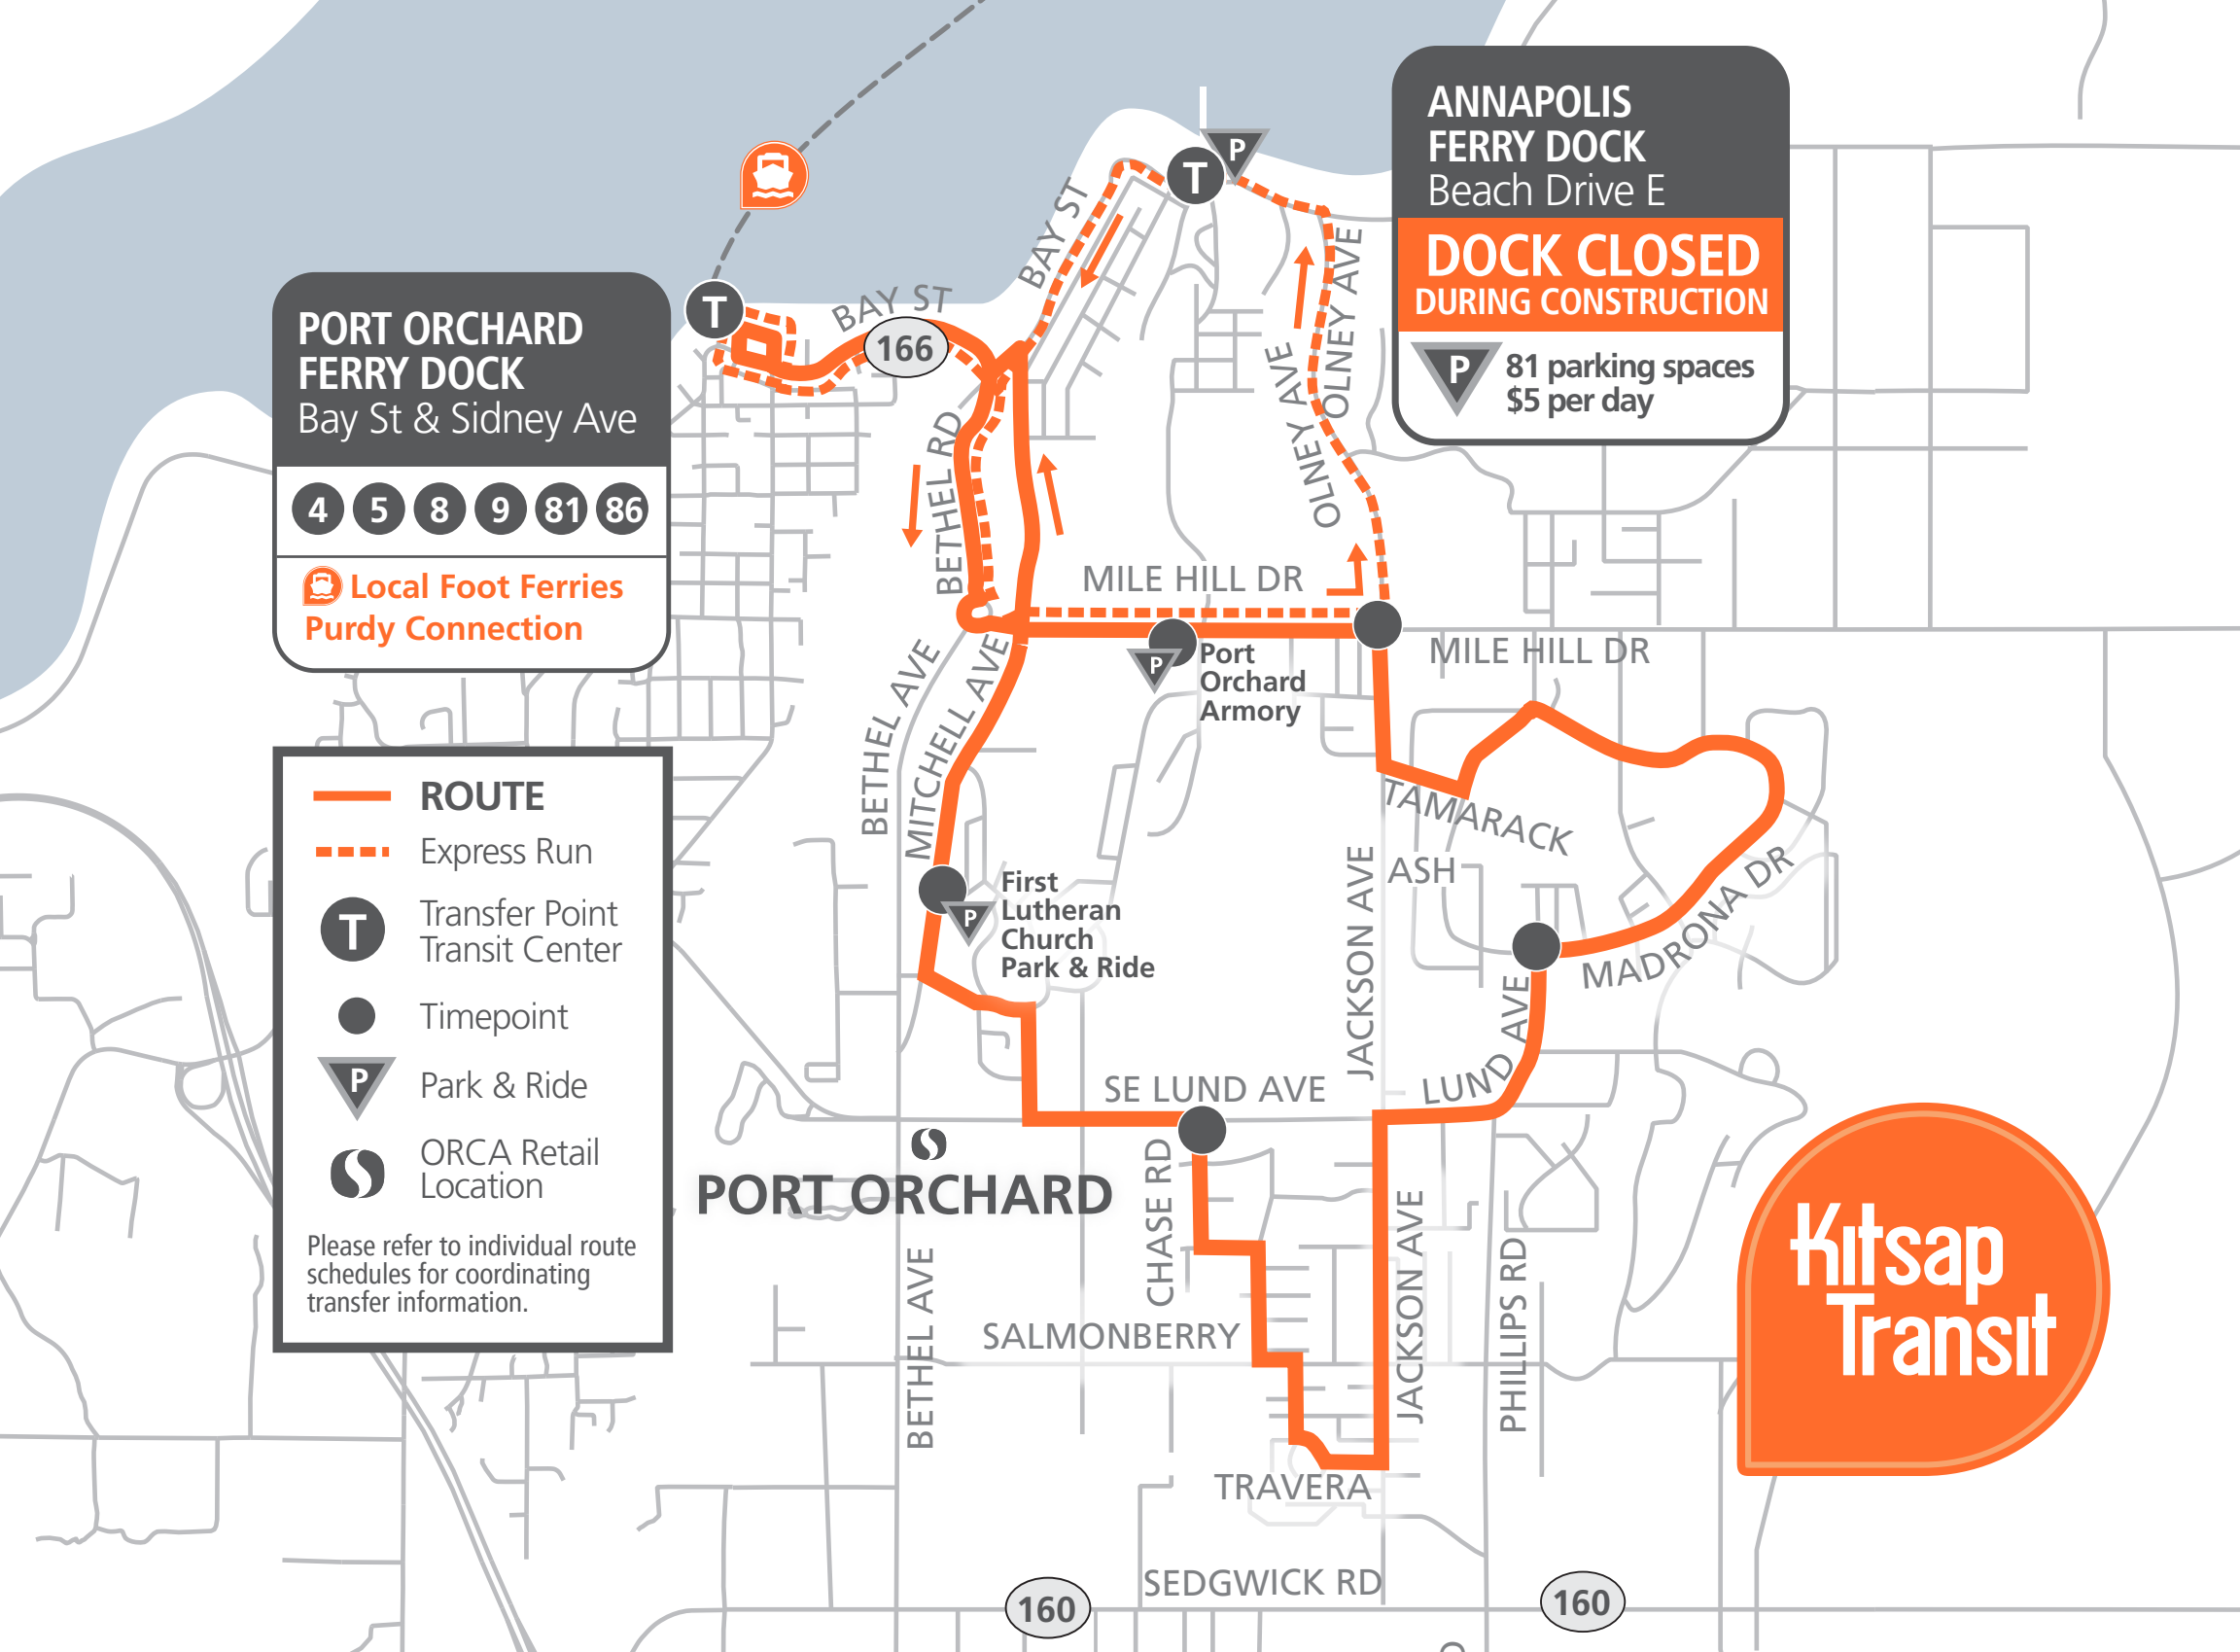 ANNAPOLIS
FERRY DOCK
Beach Drive E
DOCK CLOSED
DURING CONSTRUCTION
P
81 parking spaces
$5 per day
P
T
BAY ST
T
BAY ST
166
OLNEY AVE
OLNEY AVE
PORT ORCHARD
FERRY DOCK
Bay St & Sidney Ave
4 5 8 9 81 86
Local Foot Ferries
Purdy Connection
BETHEL RD
MILE HILL DR
MILE HILL DR
P
Port
Orchard
Armory
BETHEL AVE
MITCHELL AVE
TAMARACK
ASH
MADRONA DR
JACKSON AVE
P
First
Lutheran
Church
Park & Ride
LUND AVE
SE LUND AVE
ROUTE
Express Run
T
Transfer Point
Transit Center
Timepoint
P
Park & Ride
ORCA Retail
Location
Please refer to individual route
schedules for coordinating
transfer information.
PORT ORCHARD
CHASE RD
JACKSON AVE
PHILLIPS RD
BETHEL AVE
SALMONBERRY
TRAVERA
SEDGWICK RD
160
160
Kitsap
Transit